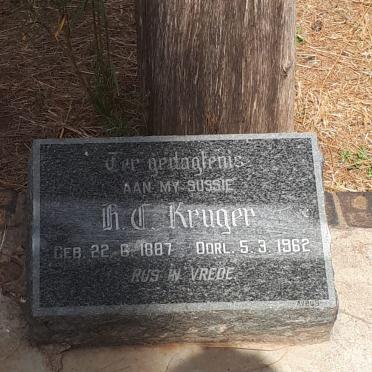 Ter gedagtenis
AAN MY SUSSIE
H. C. Kruger
GEB. 22. 6. 1887 OORL. 5. 3. 1962
RUS IN VREDE